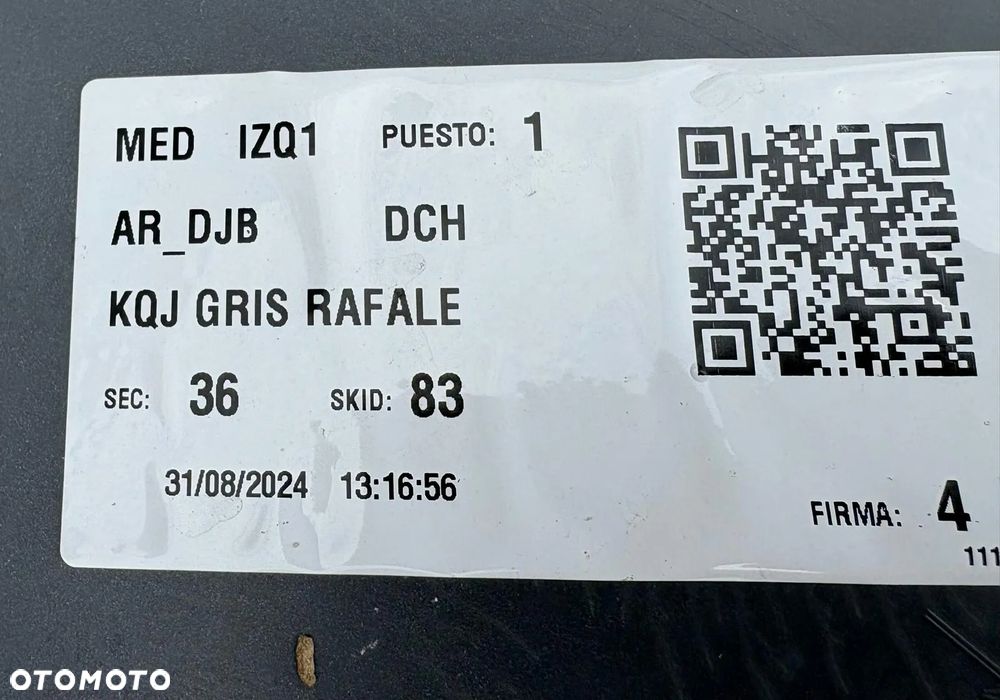 MED IZQ1 PUESTO: 1
AR_DJB DCH
KQJ GRIS RAFALE
SEC: 36 SKID: 83
31/08/2024 13:16:56
FIRMA: 4
111
OTOMOTO